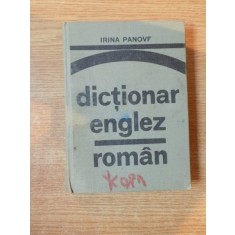 IRINA PANOVF
dicționar
englez
român